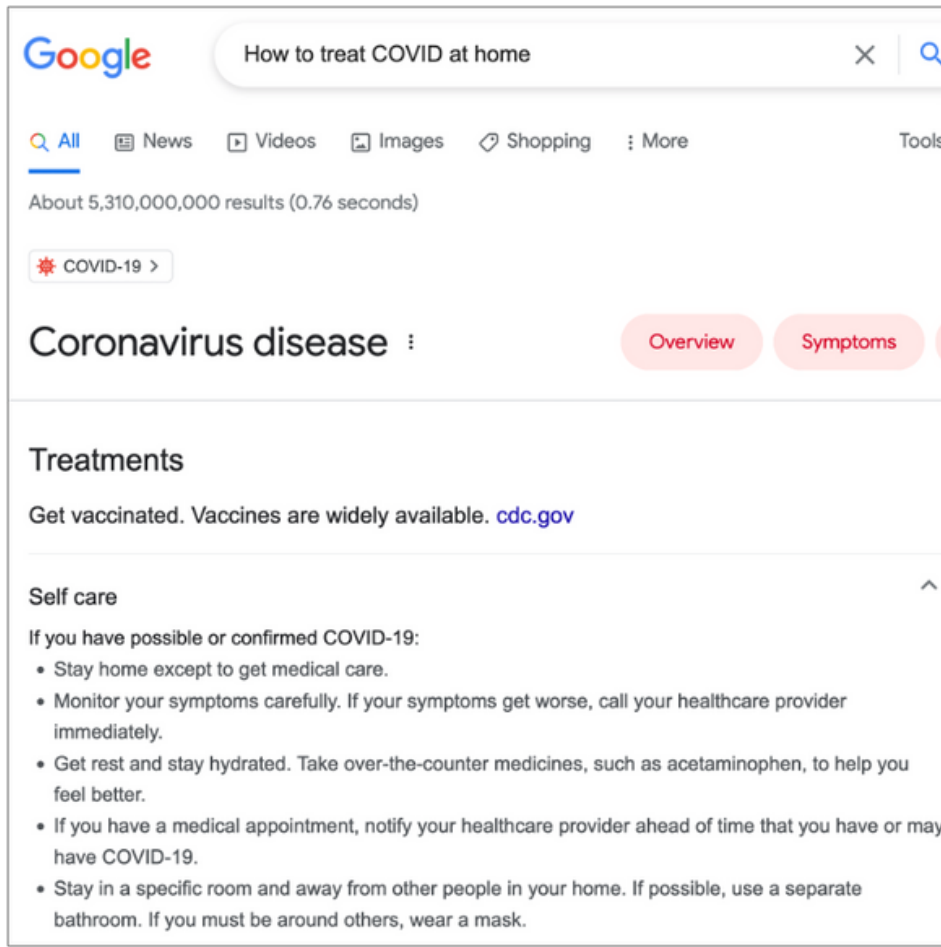 Google
How to treat COVID at home
All News Videos Images Shopping More Tools
About 5,310,000,000 results (0.76 seconds)
COVID-19 >
Coronavirus disease Overview Symptoms
Treatments
Get vaccinated. Vaccines are widely available. cdc.gov
Self care
If you have possible or confirmed COVID-19:
• Stay home except to get medical care.
• Monitor your symptoms carefully. If your symptoms get worse, call your healthcare provider
immediately.
• Get rest and stay hydrated. Take over-the-counter medicines, such as acetaminophen, to help you
feel better.
• If you have a medical appointment, notify your healthcare provider ahead of time that you have or may
have COVID-19.
• Stay in a specific room and away from other people in your home. If possible, use a separate
bathroom. If you must be around others, wear a mask.